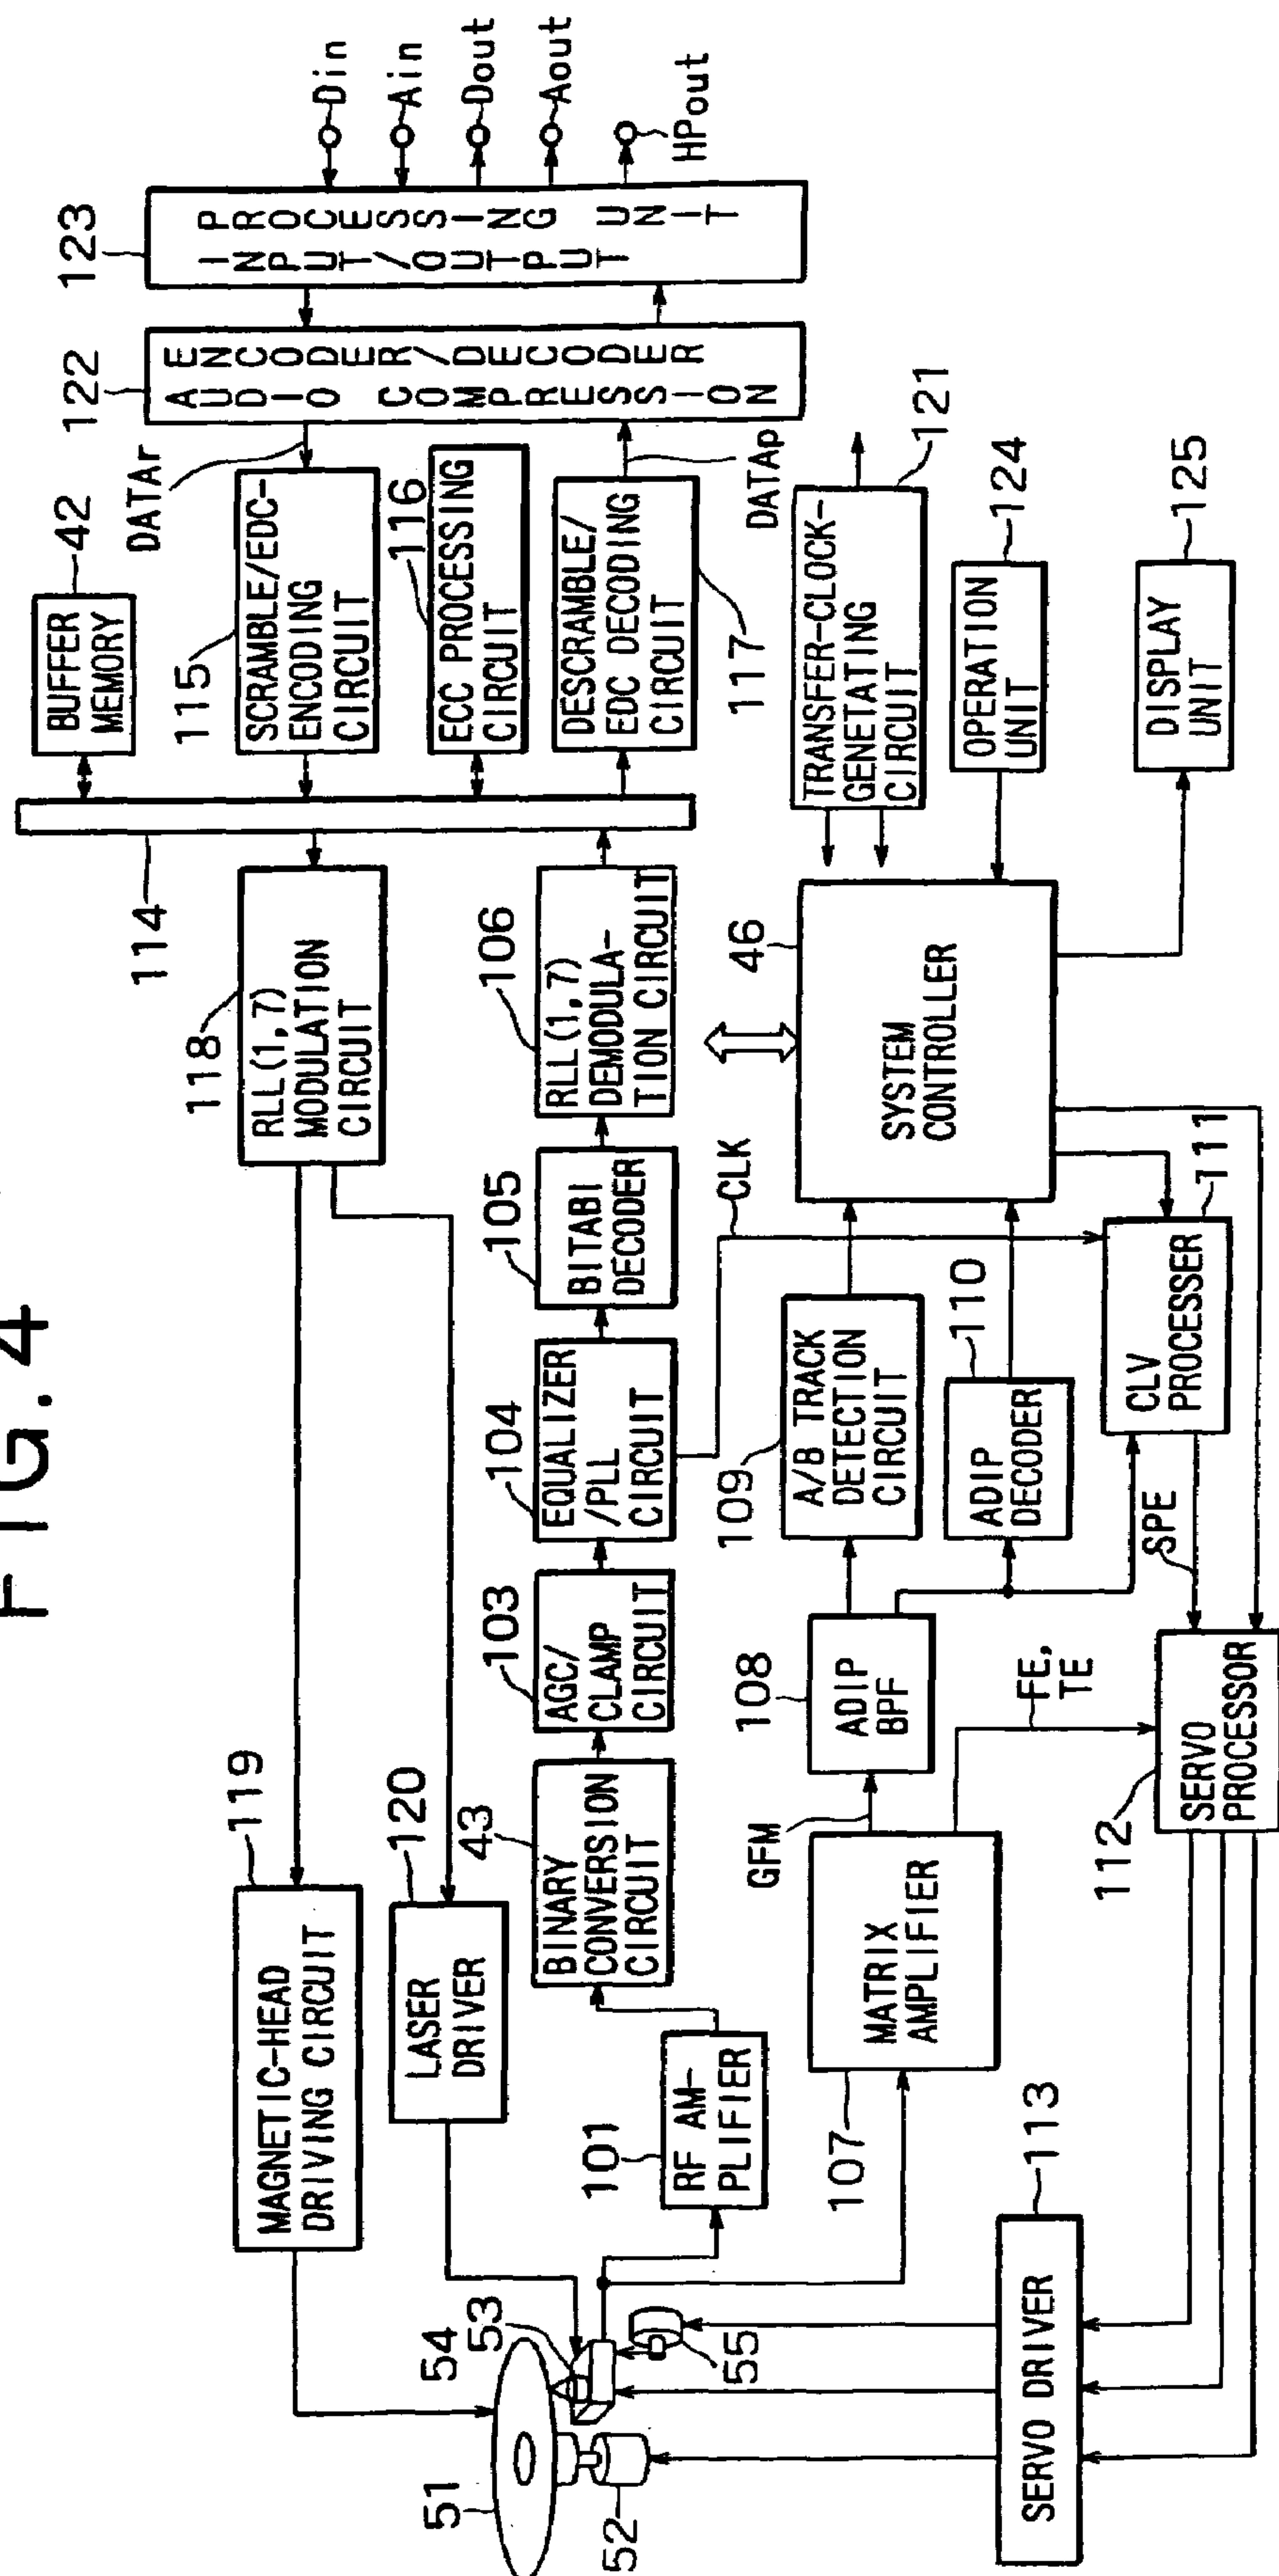 FIG. 4
51
54
53
52
55
119
MAGNETIC-HEAD
DRIVING CIRCUIT
120
LASER
DRIVER
118
RLL(1,7)
MODULATION
CIRCUIT
114
42
BUFFER
MEMORY
DATAr
115
SCRAMBLE/EDC-
ENCODING
CIRCUIT
116
ECC PROCESSING
CIRCUIT
DESCRAMBLE/
EDC DECODING
CIRCUIT
117
DATAp
122
AUDIO COMPRESSION
ENCODER/DECODER
123
INPUT/OUTPUT
PROCESSING UNIT
Din
Ain
Dout
Aout
HPout
101
RF AM-
PLIFIER
43
BINARY
CONVERSION
CIRCUIT
103
AGC/
CLAMP
CIRCUIT
104
EQUALIZER
/PLL
CIRCUIT
105
BITABI
DECODER
106
RLL(1,7)
DEMODULA-
TION CIRCUIT
107
MATRIX
AMPLIFIER
GFM
108
ADIP
BPF
109
A/B TRACK
DETECTION
CIRCUIT
110
ADIP
DECODER
CLK
46
SYSTEM
CONTROLLER
TRANSFER-CLOCK-
GENETATING
CIRCUIT
121
OPERATION
UNIT
124
DISPLAY
UNIT
125
FE,
TE
SPE
CLV
PROCESSER
111
112
SERVO
PROCESSOR
SERVO DRIVER
113